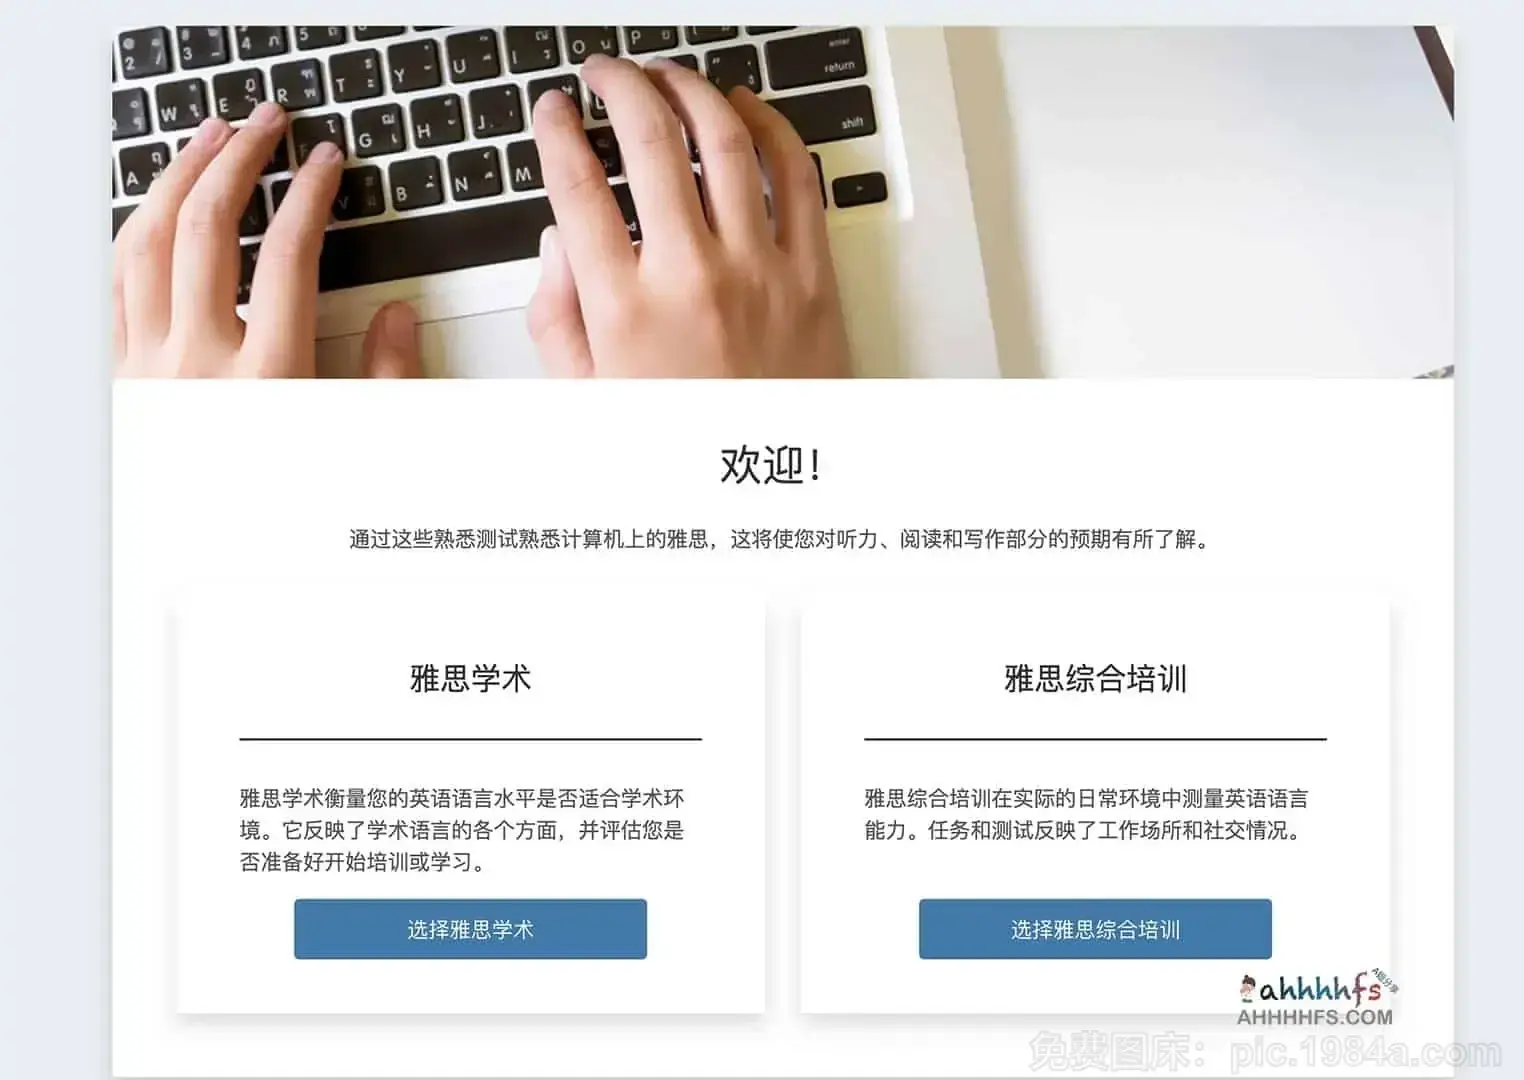 欢迎！
通过这些熟悉测试熟悉计算机上的雅思，这将使您对听力、阅读和写作部分的预期有所了解。
雅思学术
雅思学术衡量您的英语语言水平是否适合学术环
境。它反映了学术语言的各个方面，并评估您是
否准备好开始培训或学习。
选择雅思学术
雅思综合培训
雅思综合培训在实际的日常环境中测量英语语言
能力。任务和测试反映了工作场所和社交情况。
选择雅思综合培训
ahhhhfs
AHHHHFS.COM
免费图床：pic.1984a.com